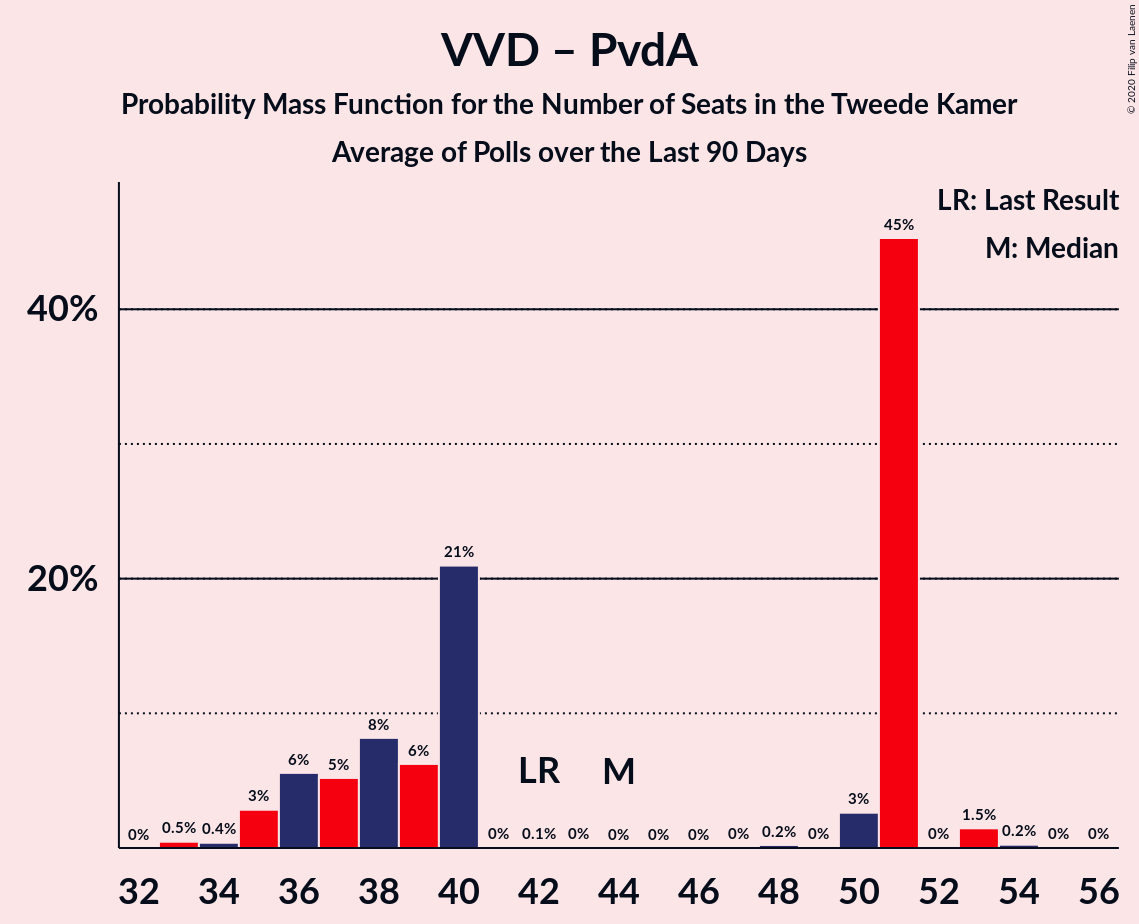 VVD – PvdA
Probability Mass Function for the Number of Seats in the Tweede Kamer
Average of Polls over the Last 90 Days
© 2020 Filip van Laenen
LR: Last Result
M: Median
40%
20%
0% 0.5% 0.4% 3% 6% 5% 8% 6% 21% 0% 0.1% 0% 0% 0% 0% 0% 0.2% 0% 3% 45% 0% 1.5% 0.2% 0% 0%
LR M
32 34 36 38 40 42 44 46 48 50 52 54 56